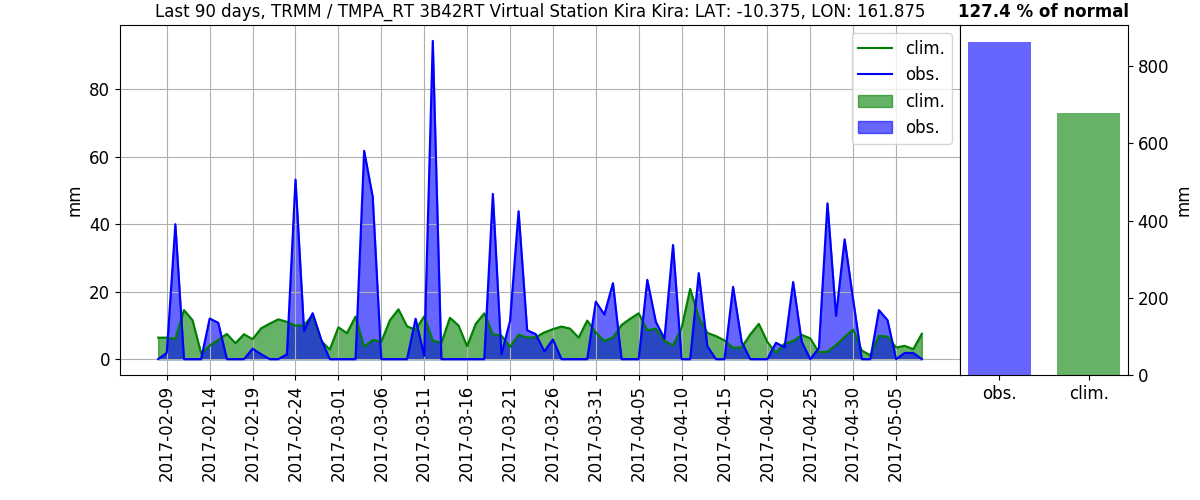 Last 90 days, TRMM / TMPA_RT 3B42RT Virtual Station Kira Kira: LAT: -10.375, LON: 161.875
127.4 % of normal
clim.
obs.
clim.
obs.
mm
80
60
40
20
0
2017-02-09
2017-02-14
2017-02-19
2017-02-24
2017-03-01
2017-03-06
2017-03-11
2017-03-16
2017-03-21
2017-03-26
2017-03-31
2017-04-05
2017-04-10
2017-04-15
2017-04-20
2017-04-25
2017-04-30
2017-05-05
800
600
400
200
0
mm
obs.
clim.